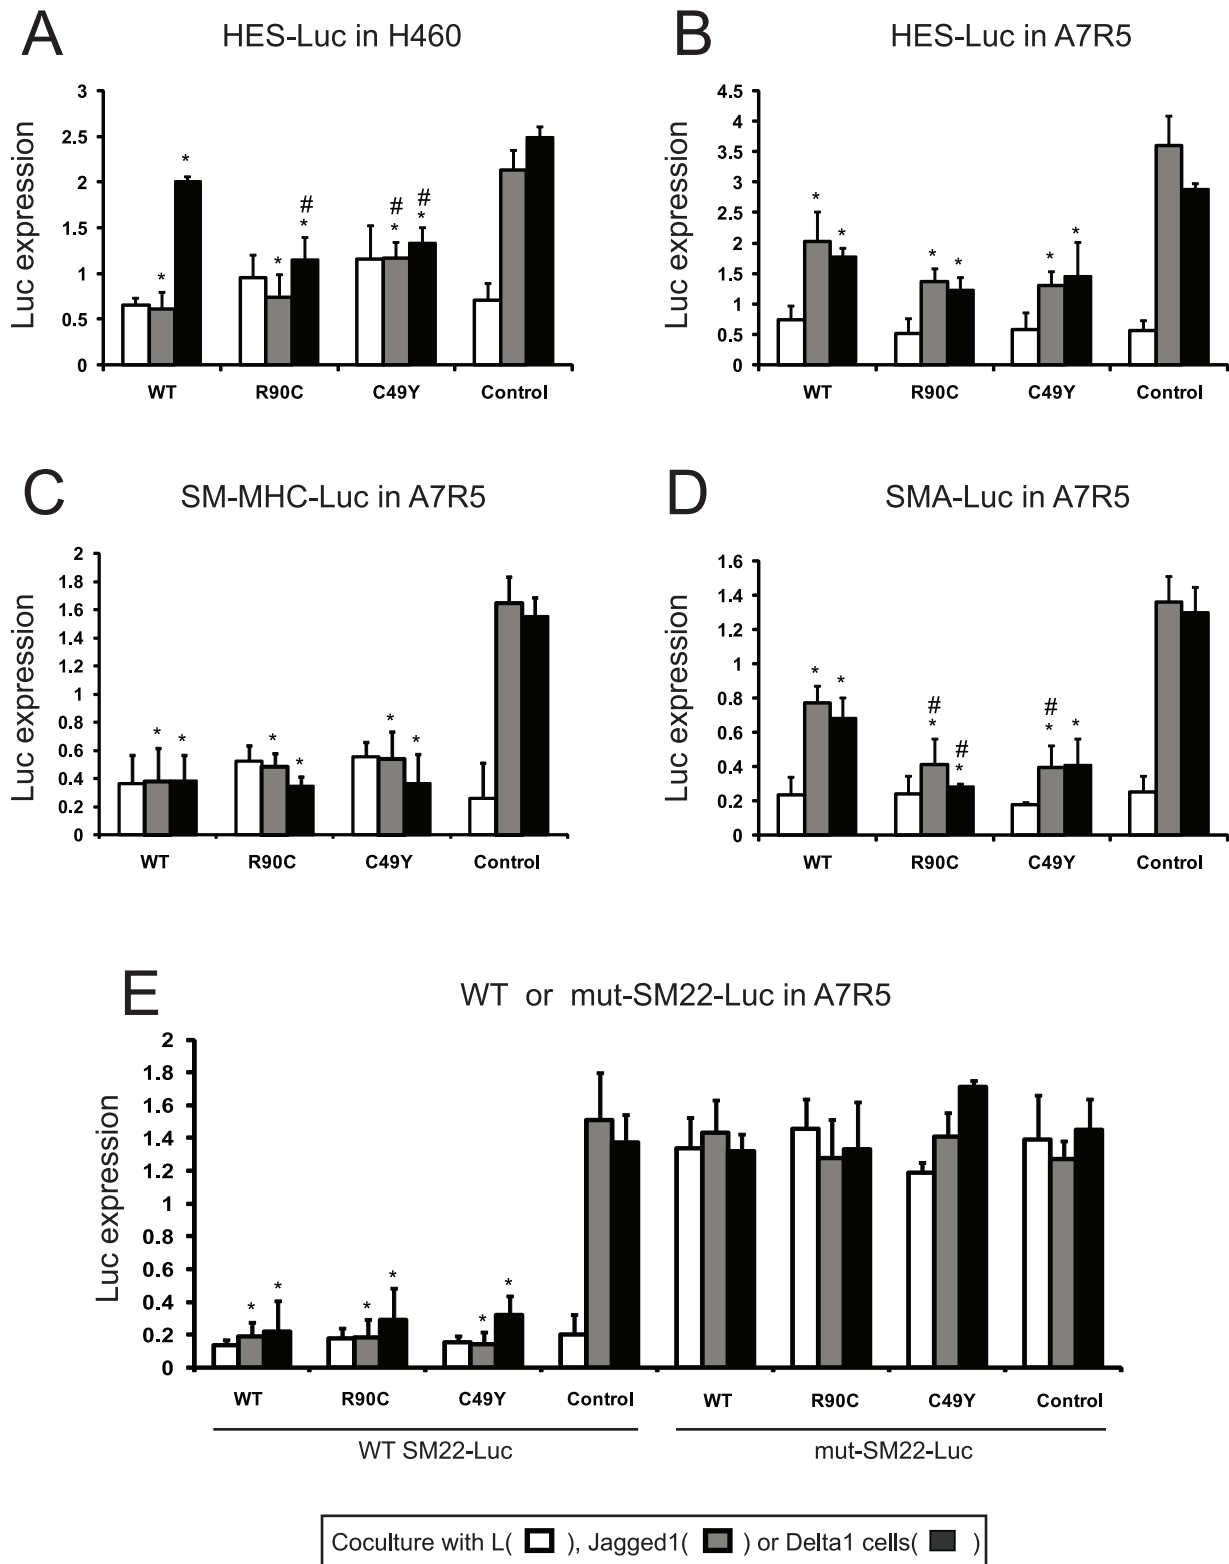 A
HES-Luc in H460
Luc expression
3
2.5
2
1.5
1
0.5
0
*
*
*
#
*
#
*
#
*
WT
R90C
C49Y
Control
B
HES-Luc in A7R5
Luc expression
4.5
4
3.5
3
2.5
2
1.5
1
0.5
0
*
*
*
*
*
*
WT
R90C
C49Y
Control
C
SM-MHC-Luc in A7R5
Luc expression
2
1.8
1.6
1.4
1.2
1
0.8
0.6
0.4
0.2
0
*
*
*
*
*
*
WT
R90C
C49Y
Control
D
SMA-Luc in A7R5
Luc expression
1.6
1.4
1.2
1
0.8
0.6
0.4
0.2
0
*
*
#
*
#
*
#
*
*
WT
R90C
C49Y
Control
E
WT or mut-SM22-Luc in A7R5
Luc expression
2
1.8
1.6
1.4
1.2
1
0.8
0.6
0.4
0.2
0
*
*
*
*
*
*
WT
R90C
C49Y
Control
WT
R90C
C49Y
Control
WT SM22-Luc
mut-SM22-Luc
Coculture with L( ), Jagged1( ) or Delta1 cells( )